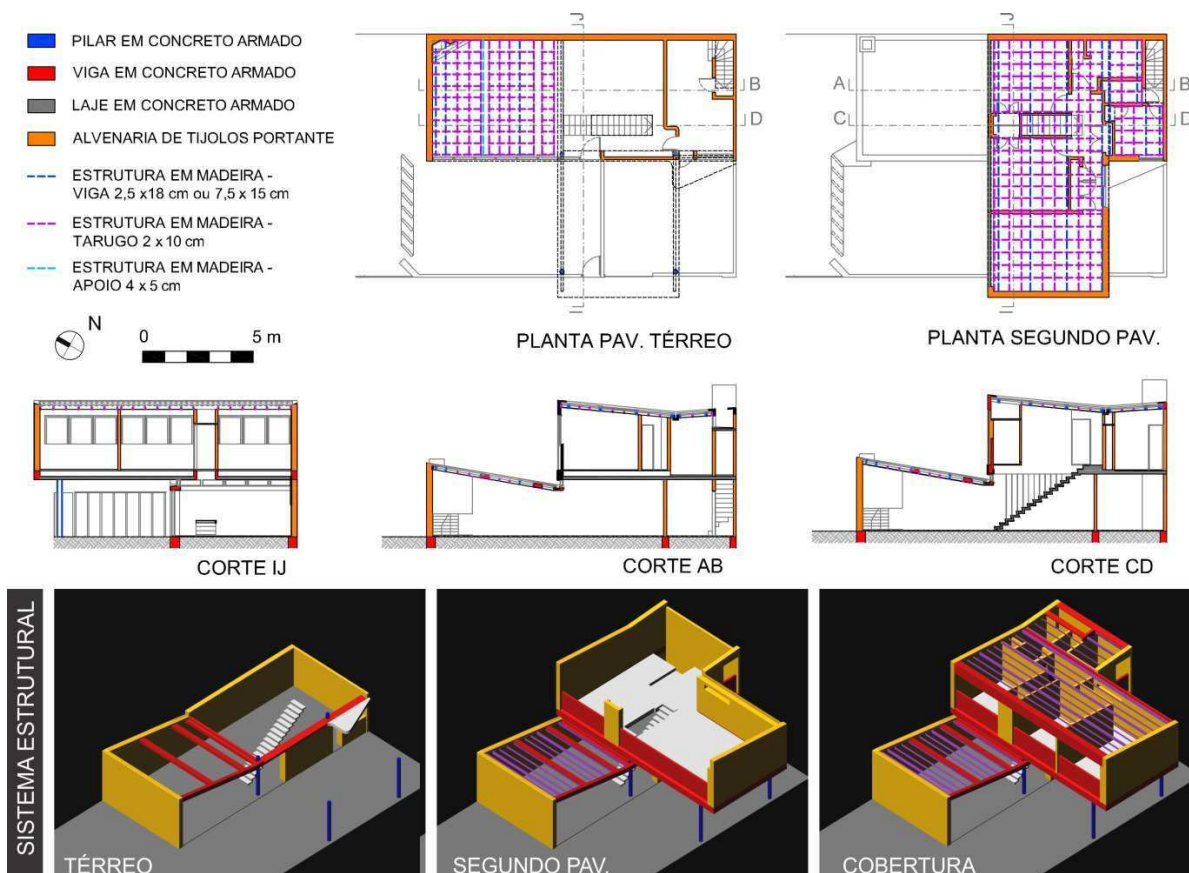 PILAR EM CONCRETO ARMADO
VIGA EM CONCRETO ARMADO
LAJE EM CONCRETO ARMADO
ALVENARIA DE TIJOLOS PORTANTE
ESTRUTURA EM MADEIRA -
VIGA 2,5 x18 cm ou 7,5 x 15 cm
ESTRUTURA EM MADEIRA -
TARUGO 2 x 10 cm
ESTRUTURA EM MADEIRA -
APOIO 4 x 5 cm
N
0 5 m
J
B
D
I
PLANTA PAV. TÉRREO
J
A B
C D
I
PLANTA SEGUNDO PAV.
CORTE IJ
CORTE AB
CORTE CD
SISTEMA ESTRUTURAL
TÉRREO
SEGUNDO PAV.
COBERTURA